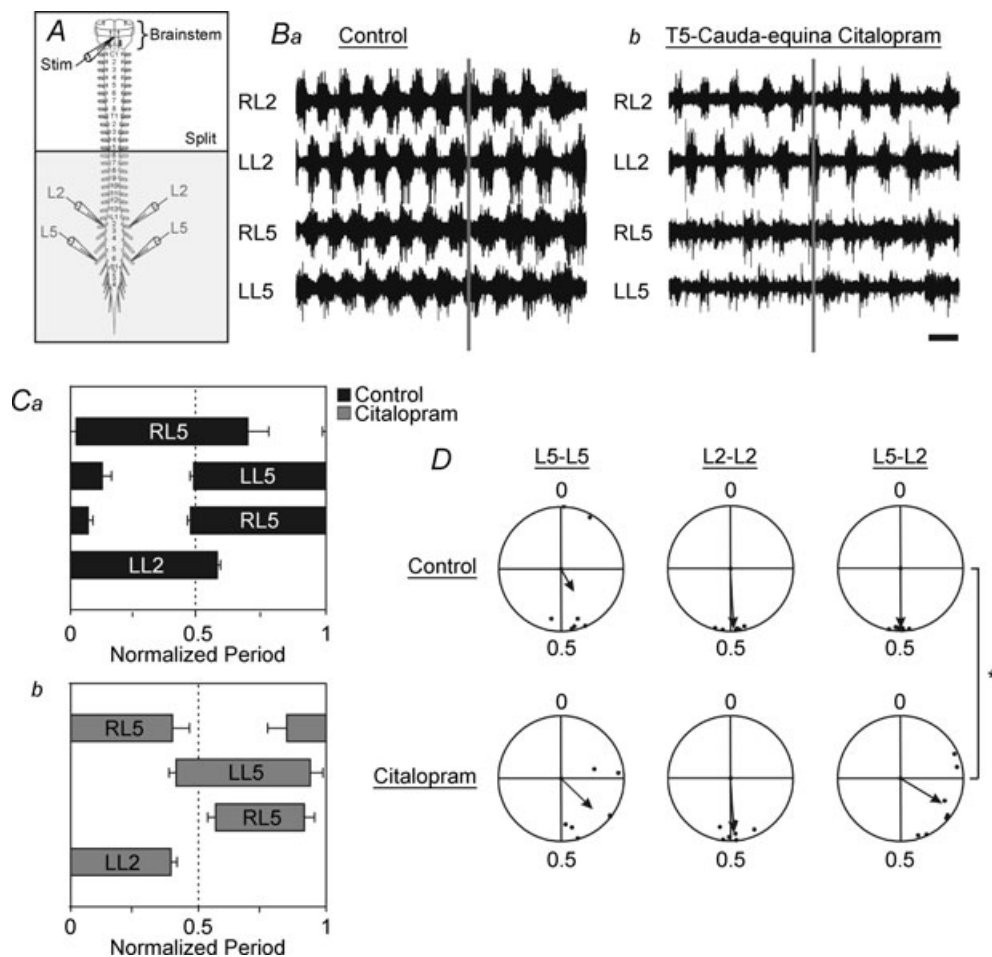 A
Brainstem
Stim
Split
L2 L2
L5 L5
Ba Control
RL2
LL2
RL5
LL5
b T5-Cauda-equina Citalopram
RL2
LL2
RL5
LL5
Ca
Control
Citalopram
RL5
LL5
RL5
LL2
0 0.5 1
Normalized Period
b
RL5
LL5
RL5
LL2
0 0.5 1
Normalized Period
D
L5-L5 L2-L2 L5-L2
0 0 0
Control
0.5 0.5 0.5
*
0 0 0
Citalopram
0.5 0.5 0.5